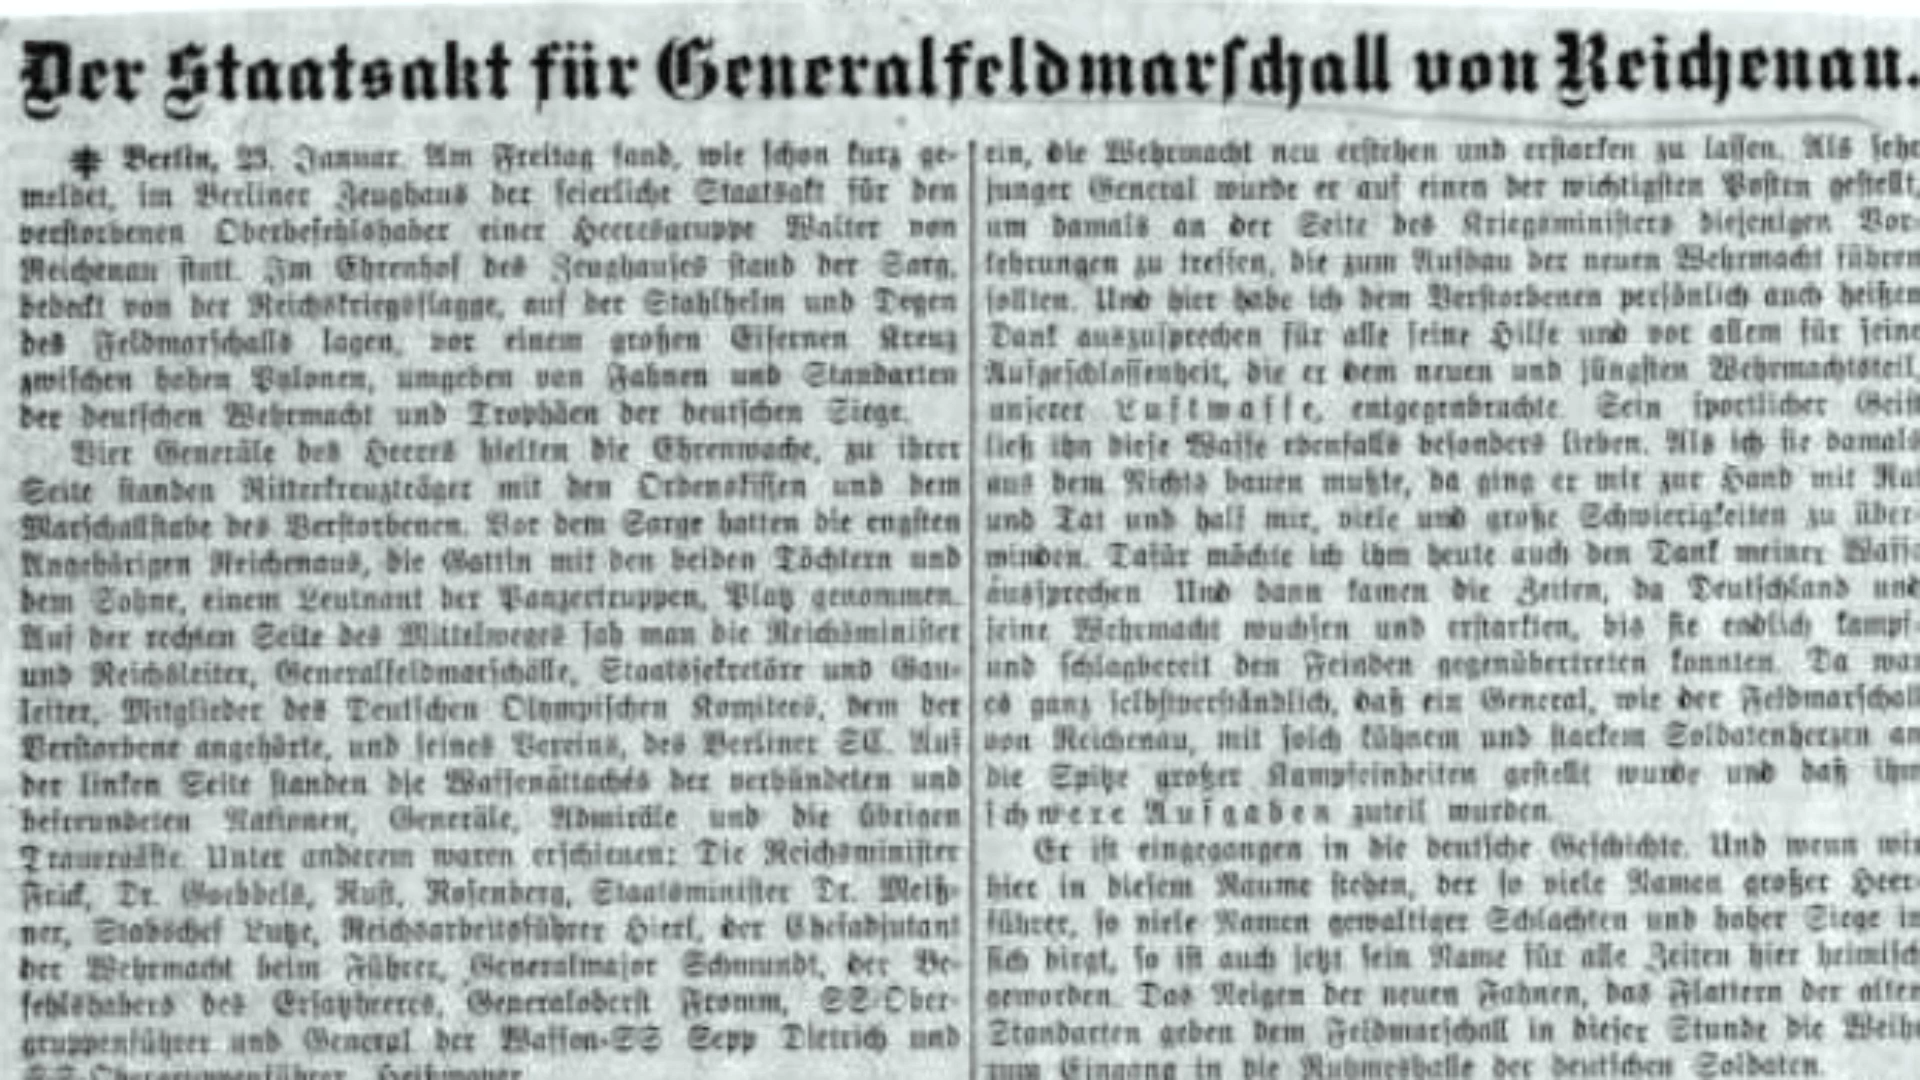 Der Staatsakt für Generalfeldmarschall von Reichenau.
Berlin, 23. Januar. Am Freitag fand, wie schon kurz ge-
meldet, im Berliner Zeughaus der feierliche Staatsakt für den
verstorbenen Oberbefehlshaber einer Heeresgruppe Walter von
Reichenau statt. Im Ehrenhof des Zeughauses stand der Sarg,
bedeckt von der Reichskriegsflagge, auf der Stahlhelm und Degen
des Feldmarschalls lagen, vor einem großen Eisernen Kreuz
zwischen hohen Pylonen, umgeben von Fahnen und Standarten
der deutschen Wehrmacht und Trophäen der deutschen Siege.
Vier Generäle des Heeres hielten die Ehrenwache, zu ihrer
Seite standen Ritterkreuzträger mit den Ordenskissen und dem
Marschallstabe des Verstorbenen. Vor dem Sarge hatten die engsten
Angehörigen Reichenaus, die Gattin mit den beiden Töchtern und
dem Sohne, einem Leutnant der Panzertruppen, Platz genommen.
Auf der rechten Seite des Mittelweges sah man die Reichsminister
und Reichsleiter, Generalfeldmarschälle, Staatssekretäre und Gau-
leiter, Mitglieder des Deutschen Olympischen Komitees, dem der
Verstorbene angehörte, und seines Vereins, des Berliner SC. Auf
der linken Seite standen die Waffenattachés der verbündeten und
befreundeten Nationen, Generäle, Admiräle und die übrigen
Trauergäste. Unter anderem waren erschienen: Die Reichsminister
Frick, Dr. Goebbels, Rust, Rosenberg, Staatsminister Dr. Meiß-
ner, Stabschef Lutze, Reichsarbeitsführer Hierl, der Chefadjutant
der Wehrmacht beim Führer, Generalmajor Schmundt, der Be-
fehlshabers des Ersatzheeres, Generaloberst Fromm, SS-Ober-
gruppenführer und General der Waffen-SS Sepp Dietrich und
SS-Obergruppenführer Heißmeyer.
ein, die Wehrmacht neu erstehen und erstarken zu lassen. Als sehr
junger General wurde er auf einen der wichtigsten Posten gestellt,
um damals an der Seite des Kriegsministers diejenigen Vor-
kehrungen zu treffen, die zum Aufbau der neuen Wehrmacht führen
sollten. Und hier habe ich dem Verstorbenen persönlich auch heißen
Dank auszusprechen für alle seine Hilfe und vor allem für seine
Aufgeschlossenheit, die er dem neuen und jüngsten Wehrmachtsteil,
unserer Luftwaffe, entgegenbrachte. Sein sportlicher Geist
ließ ihn diese Waffe ebenfalls besonders lieben. Als ich sie damals
aus dem Nichts bauen mußte, da ging er mir zur Hand mit Rat
und Tat und half mir, viele und große Schwierigkeiten zu über-
winden. Dafür möchte ich ihm heute auch den Dank meiner Waffe
aussprechen. Und dann kamen die Zeiten, da Deutschland und
seine Wehrmacht wuchsen und erstarkten, bis sie endlich kampf-
und schlagbereit den Feinden gegenübertreten konnten. Da war
es ganz selbstverständlich, daß ein General, wie der Feldmarschall
von Reichenau, mit solch kühnem und starkem Soldatenherzen an
die Spitze großer Kampfeinheiten gestellt wurde und daß ihm
schwere Aufgaben zuteil wurden.
Er ist eingegangen in die deutsche Geschichte. Und wenn wir
hier in diesem Raume stehen, der so viele Namen großer Heer-
führer, so viele Namen gewaltiger Schlachten und hoher Siege in
sich birgt, so ist auch jetzt sein Name für alle Zeiten hier heimisch
geworden. Das Neigen der neuen Fahnen, das Flattern der alten
Standarten geben dem Feldmarschall in dieser Stunde die Weihe
zum Eingang in die Ruhmeshalle der deutschen Soldaten.